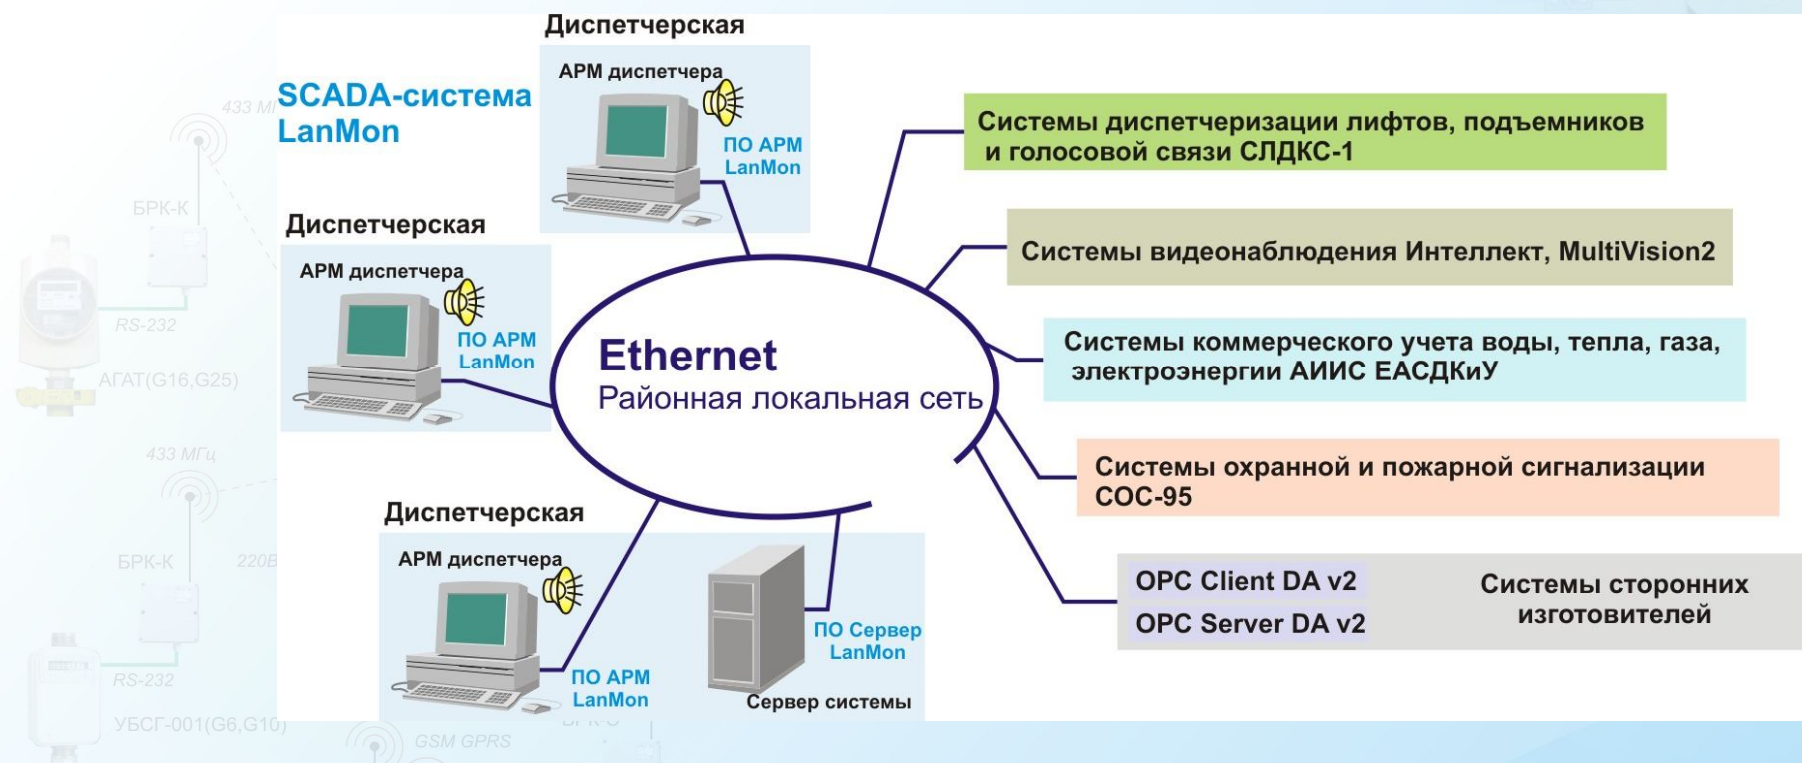 Диспетчерская
АРМ диспетчера
ПО АРМ
LanMon
SCADA-система
LanMon
Диспетчерская
АРМ диспетчера
ПО АРМ
LanMon
Ethernet
Районная локальная сеть
Системы диспетчеризации лифтов, подъемников
и голосовой связи СЛДКС-1
Системы видеонаблюдения Интеллект, MultiVision2
Системы коммерческого учета воды, тепла, газа,
электроэнергии АИИС ЕАСДКиУ
Системы охранной и пожарной сигнализации
СОС-95
OPC Client DA v2
OPC Server DA v2
Системы сторонних
изготовителей
Диспетчерская
АРМ диспетчера
ПО АРМ
LanMon
ПО Сервер
LanMon
Сервер системы
433 МГ
БРК-К
RS-232
АГАТ(G16,G25)
433 МГц
БРК-К
220В
RS-232
УБСГ-001(G6,G10)
GSM GPRS